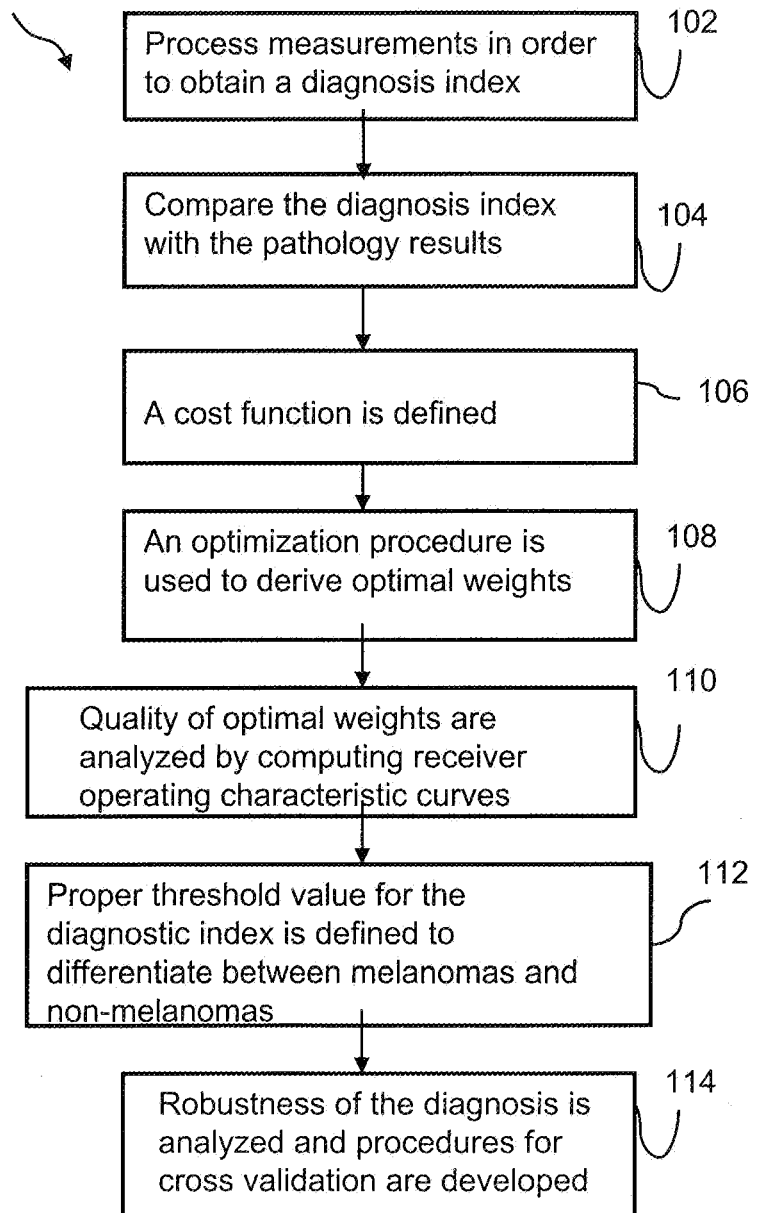 Process measurements in order
to obtain a diagnosis index
102
Compare the diagnosis index
with the pathology results
104
A cost function is defined
106
An optimization procedure is
used to derive optimal weights
108
Quality of optimal weights are
analyzed by computing receiver
operating characteristic curves
110
Proper threshold value for the
diagnostic index is defined to
differentiate between melanomas and
non-melanomas
112
Robustness of the diagnosis is
analyzed and procedures for
cross validation are developed
114